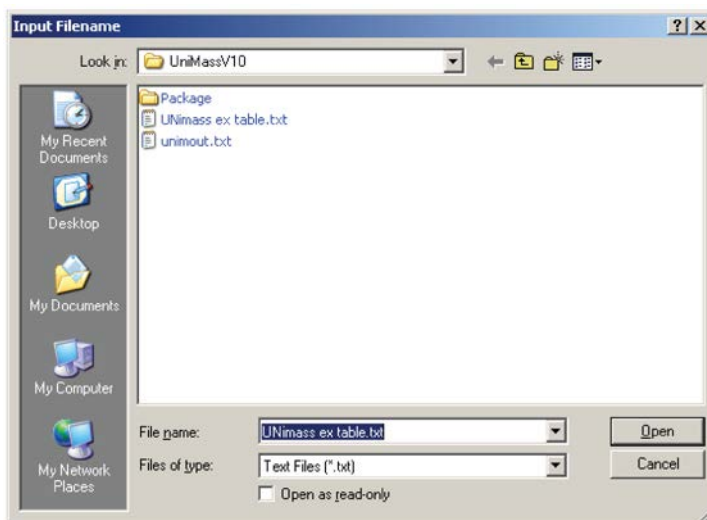 Input Filename
Look in: UniMassV10
My Recent
Documents
Desktop
My Documents
My Computer
My Network
Places
Package
UNimass ex table.txt
unimout.txt
File name: UNimass ex table.txt Open
Files of type: Text Files (*.txt) Cancel
Open as read-only